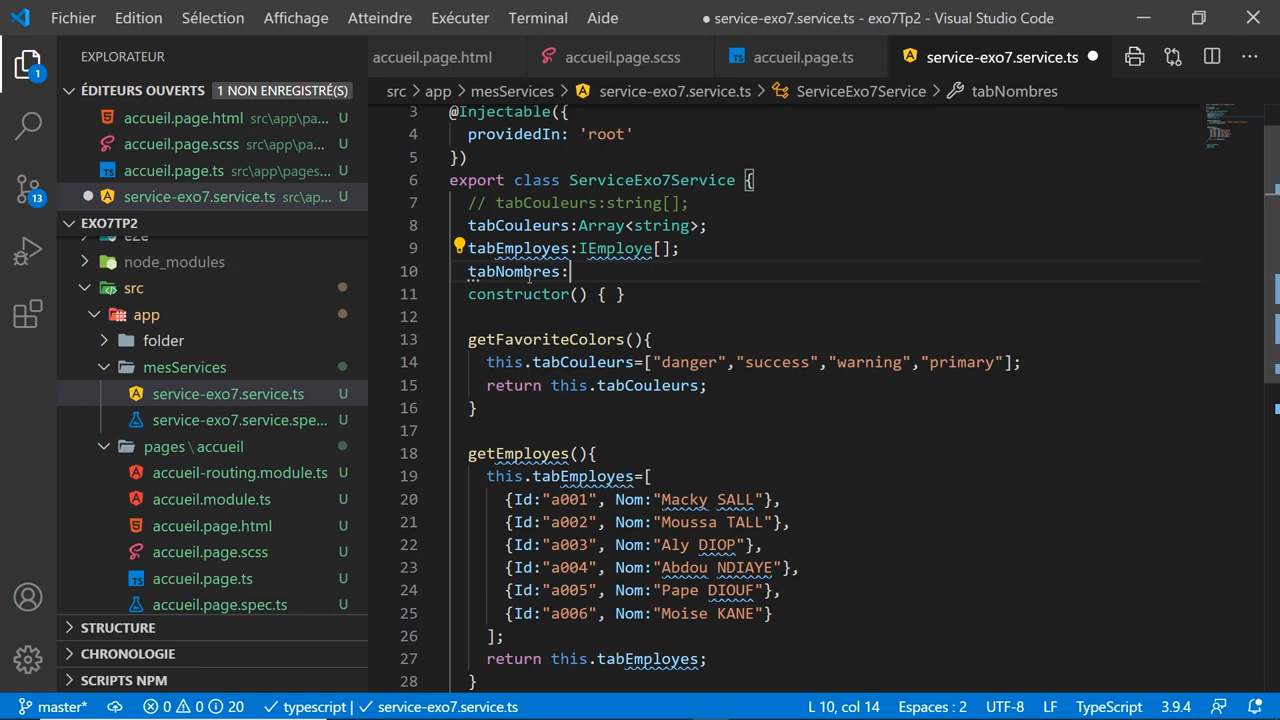 Fichier Edition Sélection Affichage Atteindre Exécuter Terminal Aide ● service-exo7.service.ts - exo7Tp2 - Visual Studio Code
EXPLORATEUR
accueil.page.html accueil.page.scss accueil.page.ts service-exo7.service.ts
ÉDITEURS OUVERTS 1 NON ENREGISTRÉ(S)
accueil.page.html src\app\pa...
accueil.page.scss src\app\pa...
accueil.page.ts src\app\pages...
service-exo7.service.ts src\ap...
EXO7TP2
eze
node_modules
src
app
folder
mesServices
service-exo7.service.ts U
service-exo7.service.spe... U
pages \ accueil
accueil-routing.module.ts U
accueil.module.ts U
accueil.page.html U
accueil.page.scss U
accueil.page.ts U
accueil.page.spec.ts U
STRUCTURE
CHRONOLOGIE
SCRIPTS NPM
1
13
src > app > mesServices > service-exo7.service.ts > ServiceExo7Service > tabNombres
3 @Injectable({
4 providedIn: 'root'
5 })
6 export class ServiceExo7Service {
7 // tabCouleurs:string[];
8 tabCouleurs:Array<string>;
9 tabEmployes:IEmploye[];
10 tabNombres:
11 constructor() { }
12
13 getFavoriteColors(){
14 this.tabCouleurs=["danger","success","warning","primary"];
15 return this.tabCouleurs;
16 }
17
18 getEmployes(){
19 this.tabEmployes=[
20 {Id:"a001", Nom:"Macky SALL"},
21 {Id:"a002", Nom:"Moussa TALL"},
22 {Id:"a003", Nom:"Aly DIOP"},
23 {Id:"a004", Nom:"Abdou NDIAYE"},
24 {Id:"a005", Nom:"Pape DIOUF"},
25 {Id:"a006", Nom:"Moise KANE"}
26 ];
27 return this.tabEmployes;
28 }
master* 0 0 20 typescript | service-exo7.service.ts L 10, col 14 Espaces : 2 UTF-8 LF TypeScript 3.9.4